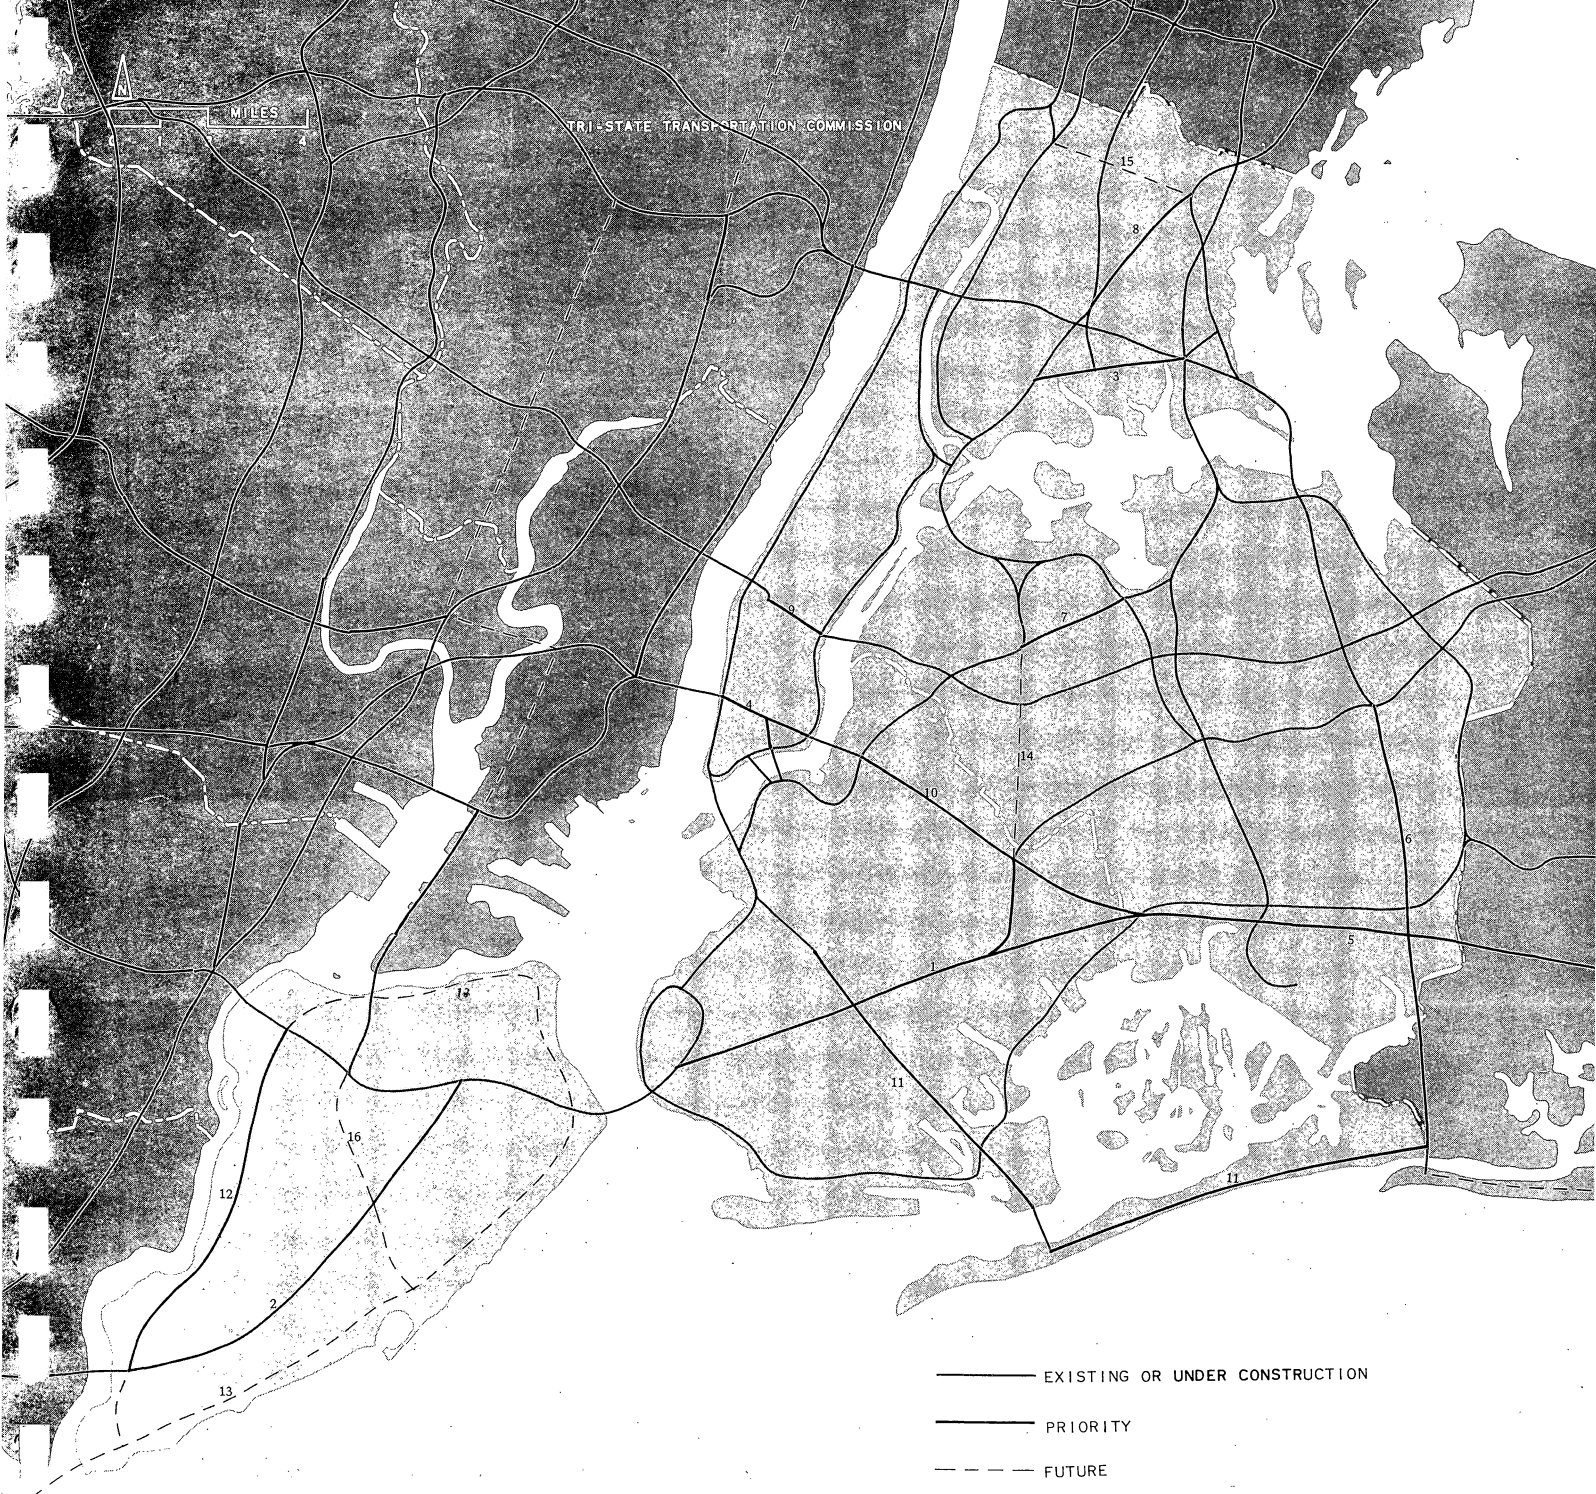 N
MILES
0 1 4
TRI-STATE TRANSPORTATION COMMISSION
15
8
3
9
7
4
14
10
6
5
1
13
11
16
12
11
2
13
EXISTING OR UNDER CONSTRUCTION
PRIORITY
FUTURE